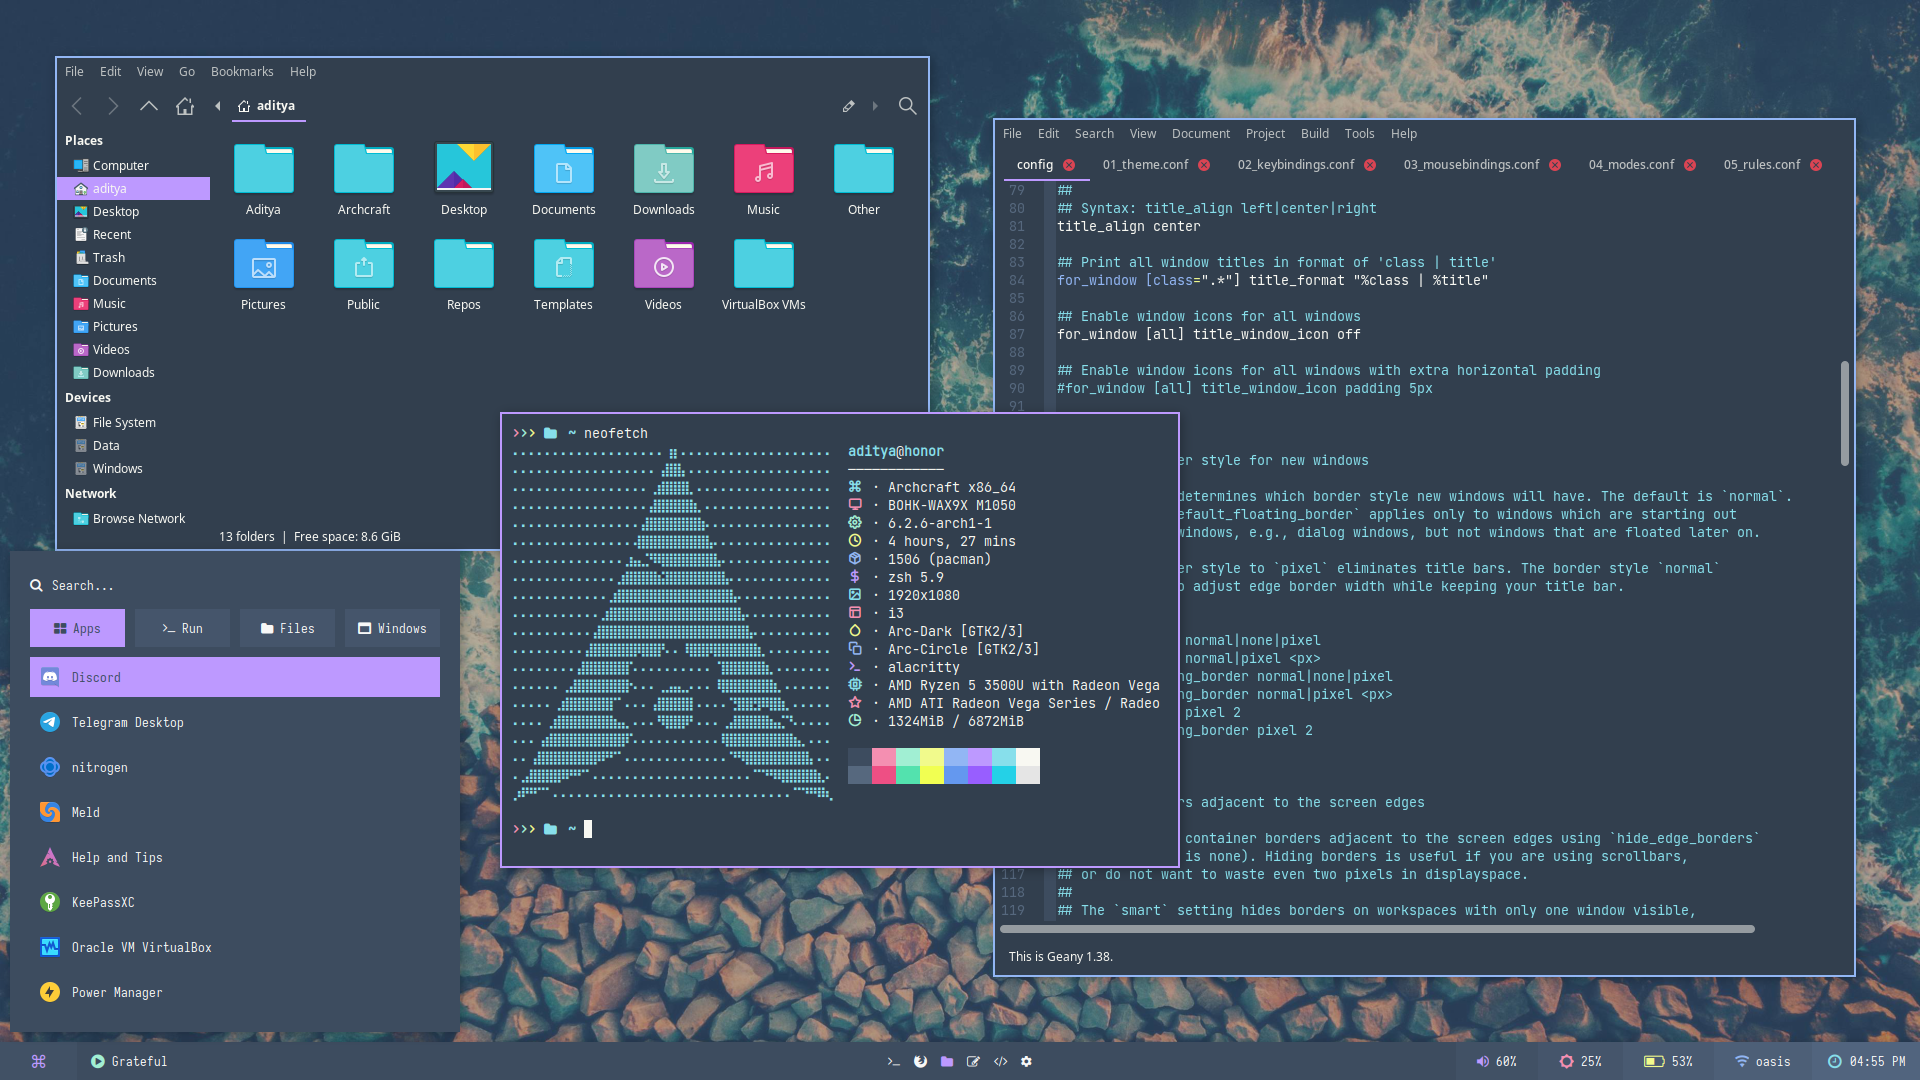 File Edit View Go Bookmarks Help
aditya
Places
Computer
aditya
Desktop
Recent
Trash
Documents
Music
Pictures
Videos
Downloads
Devices
File System
Data
Windows
Network
Browse Network
Aditya Archcraft Desktop Documents Downloads Music Other
Pictures Public Repos Templates Videos VirtualBox VMs
13 folders | Free space: 8.6 GiB
File Edit Search View Document Project Build Tools Help
config 01_theme.conf 02_keybindings.conf 03_mousebindings.conf 04_modes.conf 05_rules.conf
79 ##
80 ## Syntax: title_align left|center|right
81 title_align center
82
83 ## Print all window titles in format of 'class | title'
84 for_window [class=".*"] title_format "%class | %title"
85
86 ## Enable window icons for all windows
87 for_window [all] title_window_icon off
88
89 ## Enable window icons for all windows with extra horizontal padding
90 #for_window [all] title_window_icon padding 5px
91
er style for new windows
determines which border style new windows will have. The default is `normal`.
efault_floating_border` applies only to windows which are starting out
windows, e.g., dialog windows, but not windows that are floated later on.
er style to `pixel` eliminates title bars. The border style `normal`
o adjust edge border width while keeping your title bar.
normal|none|pixel
normal|pixel <px>
ng_border normal|none|pixel
ng_border normal|pixel <px>
pixel 2
ng_border pixel 2
rs adjacent to the screen edges
container borders adjacent to the screen edges using `hide_edge_borders`
is none). Hiding borders is useful if you are using scrollbars,
117 ## or do not want to waste even two pixels in displayspace.
118 ##
119 ## The `smart` setting hides borders on workspaces with only one window visible,
This is Geany 1.38.
~ neofetch
aditya@honor
· Archcraft x86_64
· BOHK-WAX9X M1050
· 6.2.6-arch1-1
· 4 hours, 27 mins
· 1506 (pacman)
· zsh 5.9
· 1920x1080
· i3
· Arc-Dark [GTK2/3]
· Arc-Circle [GTK2/3]
· alacritty
· AMD Ryzen 5 3500U with Radeon Vega
· AMD ATI Radeon Vega Series / Radeo
· 1324MiB / 6872MiB
~
Search...
Apps Run Files Windows
Discord
Telegram Desktop
nitrogen
Meld
Help and Tips
KeePassXC
Oracle VM VirtualBox
Power Manager
Grateful
60% 25% 53% oasis 04:55 PM